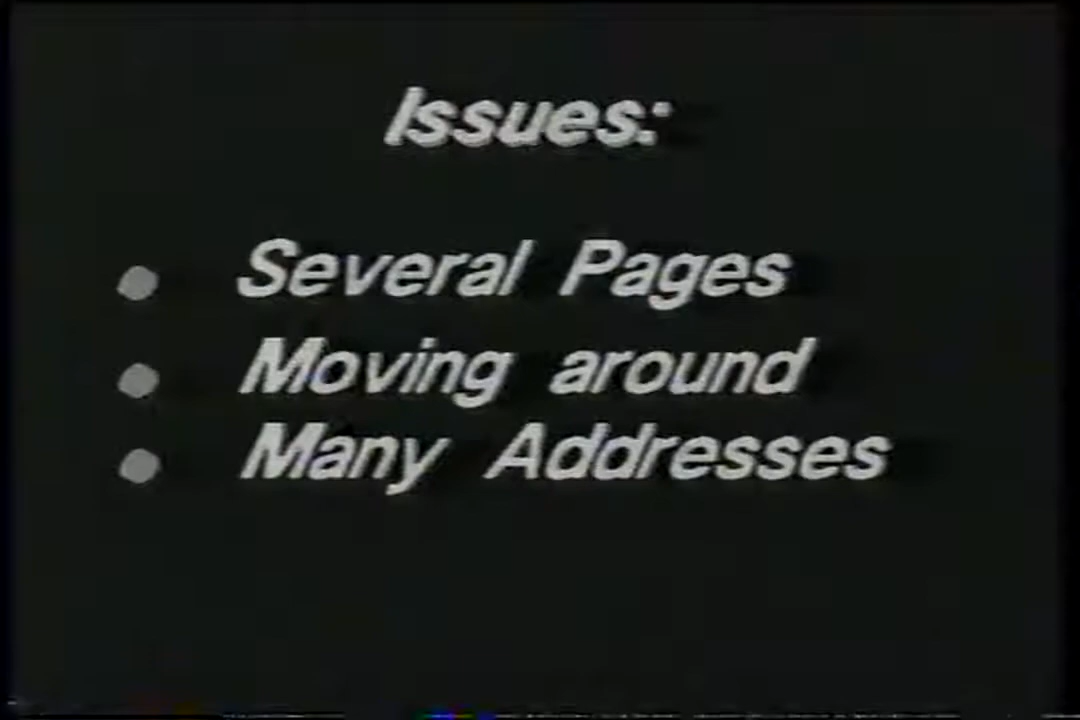 Issues:
• Several Pages
• Moving around
• Many Addresses